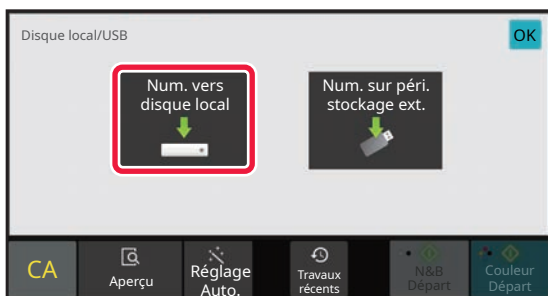 Disque local/USB
OK
Num. vers
disque local
Num. sur péri.
stockage ext.
CA
Aperçu
Réglage
Auto.
Travaux
récents
N&B
Départ
Couleur
Départ